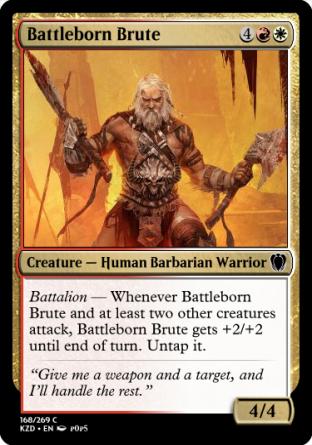 Battleborn Brute 4
Creature — Human Barbarian Warrior
Battalion — Whenever Battleborn
Brute and at least two other creatures
attack, Battleborn Brute gets +2/+2
until end of turn. Untap it.
“Give me a weapon and a target, and
I’ll handle the rest.”
4/4
168/269 C
KZD • EN pOp5